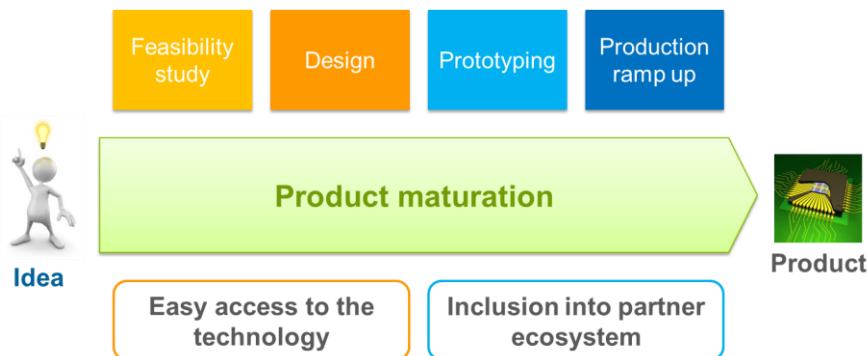 Feasibility
study
Design
Prototyping
Production
ramp up
Product maturation
Idea
Product
Easy access to the
technology
Inclusion into partner
ecosystem